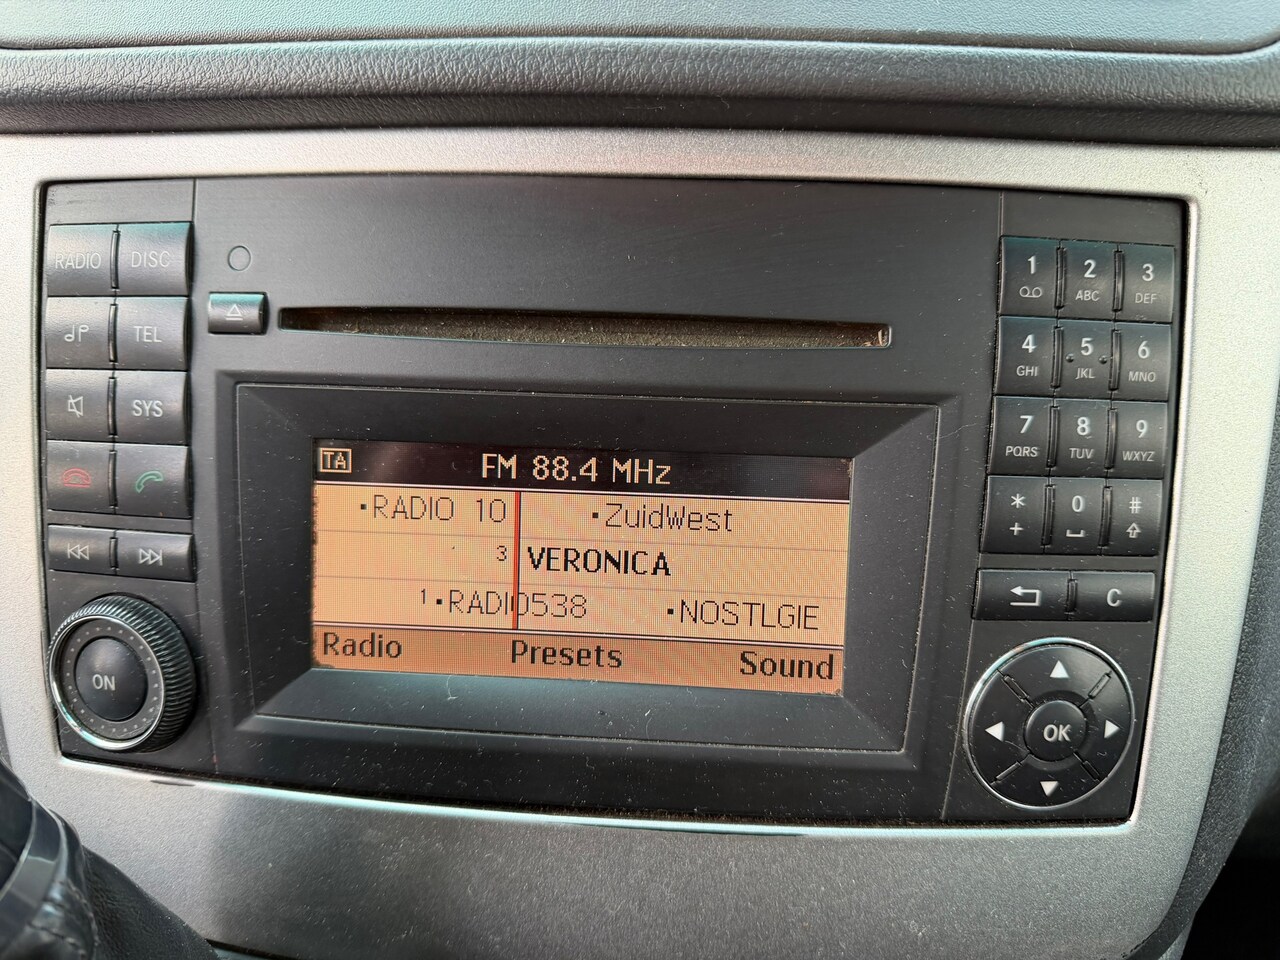 RADIO DISC
TEL
SYS
ON
TA FM 88.4 MHz
RADIO 10 ZuidWest
3 VERONICA
1 RADIO538 NOSTLGIE
Radio Presets Sound
1 2 ABC 3 DEF
4 GHI 5 JKL 6 MNO
7 PQRS 8 TUV 9 WXYZ
* + 0 #
C
OK